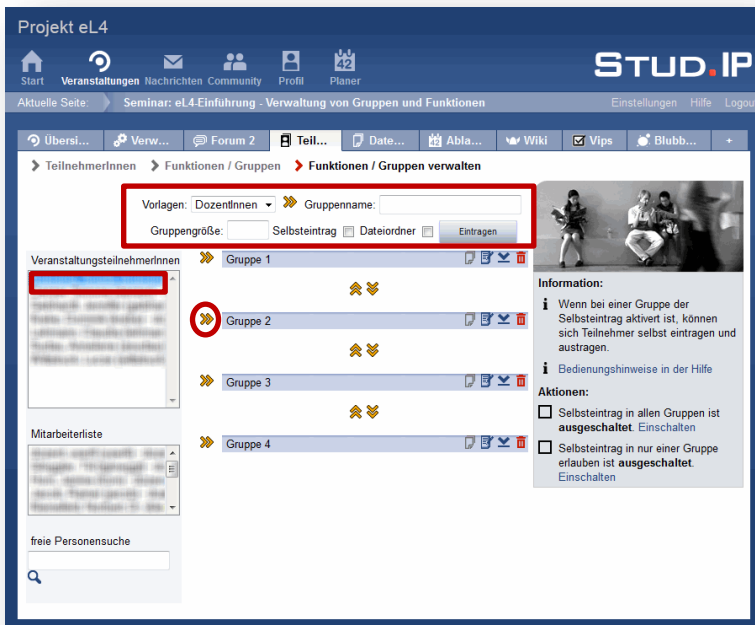 Projekt eL4
Start Veranstaltungen Nachrichten Community Profil Planer
42
STUD.IP
Aktuelle Seite: Seminar: eL4-Einführung - Verwaltung von Gruppen und Funktionen Einstellungen Hilfe Logou
Übersi... Verw... Forum 2 Teil... Date... Abla... Wiki Vips Blubb... +
TeilnehmerInnen Funktionen / Gruppen Funktionen / Gruppen verwalten
Vorlagen: DozentInnen Gruppenname:
Gruppengröße: Selbsteintrag Dateiordner Eintragen
VeranstaltungsteilnehmerInnen
Gruppe 1
Gruppe 2
Gruppe 3
Gruppe 4
Mitarbeiterliste
freie Personensuche
Information:
Wenn bei einer Gruppe der
Selbsteintrag aktivert ist, können
sich Teilnehmer selbst eintragen und
austragen.
Bedienungshinweise in der Hilfe
Aktionen:
Selbsteintrag in allen Gruppen ist
ausgeschaltet. Einschalten
Selbsteintrag in nur einer Gruppe
erlauben ist ausgeschaltet.
Einschalten